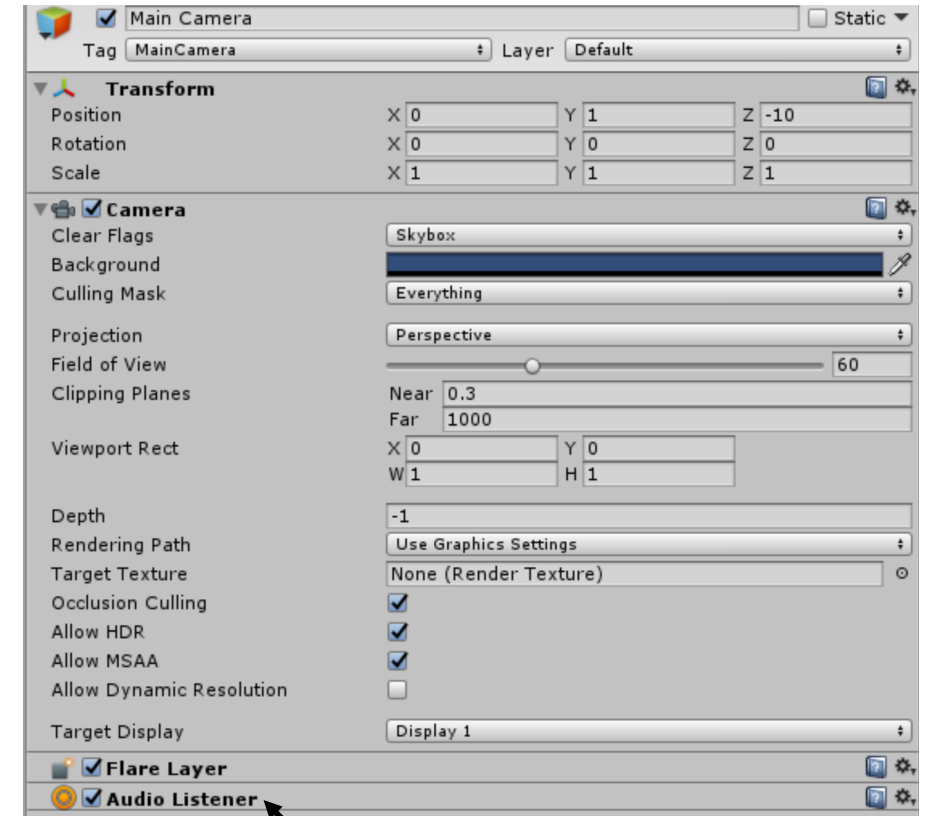 Main Camera Static
Tag MainCamera Layer Default
Transform
Position X 0 Y 1 Z -10
Rotation X 0 Y 0 Z 0
Scale X 1 Y 1 Z 1
Camera
Clear Flags Skybox
Background
Culling Mask Everything
Projection Perspective
Field of View 60
Clipping Planes Near 0.3
Far 1000
Viewport Rect X 0 Y 0
W 1 H 1
Depth -1
Rendering Path Use Graphics Settings
Target Texture None (Render Texture)
Occlusion Culling
Allow HDR
Allow MSAA
Allow Dynamic Resolution
Target Display Display 1
Flare Layer
Audio Listener